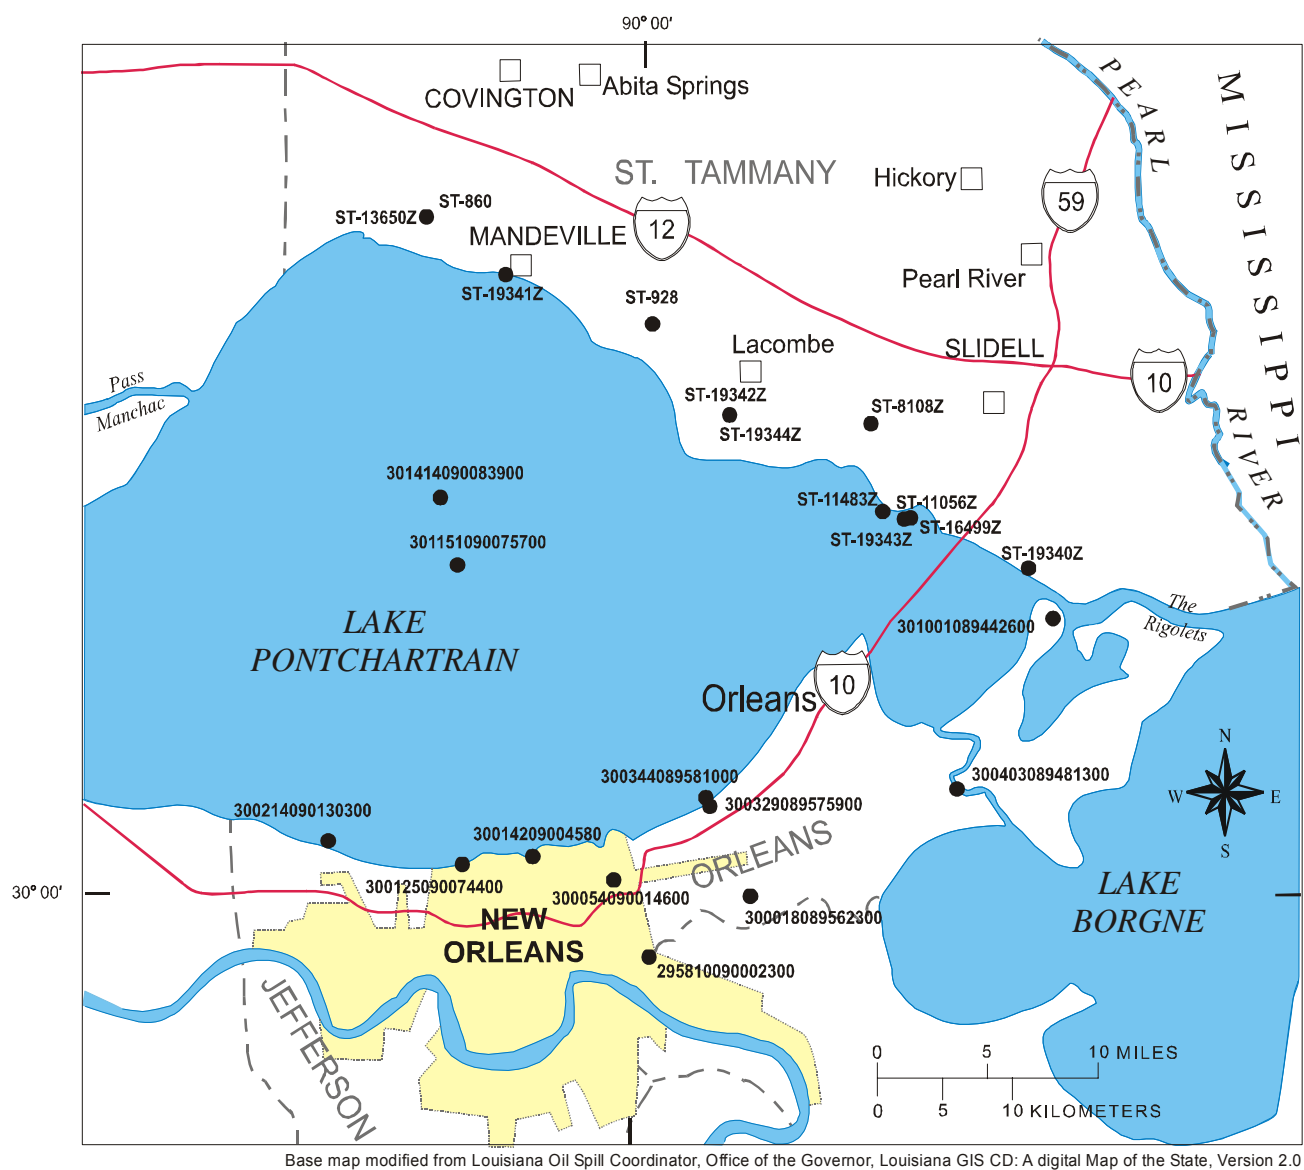 90° 00'
COVINGTON
Abita Springs
PEARL
MISSISSIPPI
ST. TAMMANY
Hickory
59
ST-860
ST-13650Z
MANDEVILLE
12
Pearl River
ST-19341Z
ST-928
Lacombe
SLIDELL
10
Pass
Manchac
ST-19342Z
ST-8108Z
ST-19344Z
RIVER
301414090083900
ST-11483Z
ST-11056Z
ST-16499Z
ST-19343Z
301151090075700
ST-19340Z
The
Rigolets
LAKE
PONTCHARTRAIN
301001089442600
Orleans
10
N
W
E
S
300344089581000
300403089481300
300329089575900
300214090130300
30014209004580
ORLEANS
300125090074400
300054090014600
30° 00'
LAKE
BORGNE
NEW
ORLEANS
300018089562300
295810090002300
JEFFERSON
0 5 10 MILES
0 5 10 KILOMETERS
Base map modified from Louisiana Oil Spill Coordinator, Office of the Governor, Louisiana GIS CD: A digital Map of the State, Version 2.0